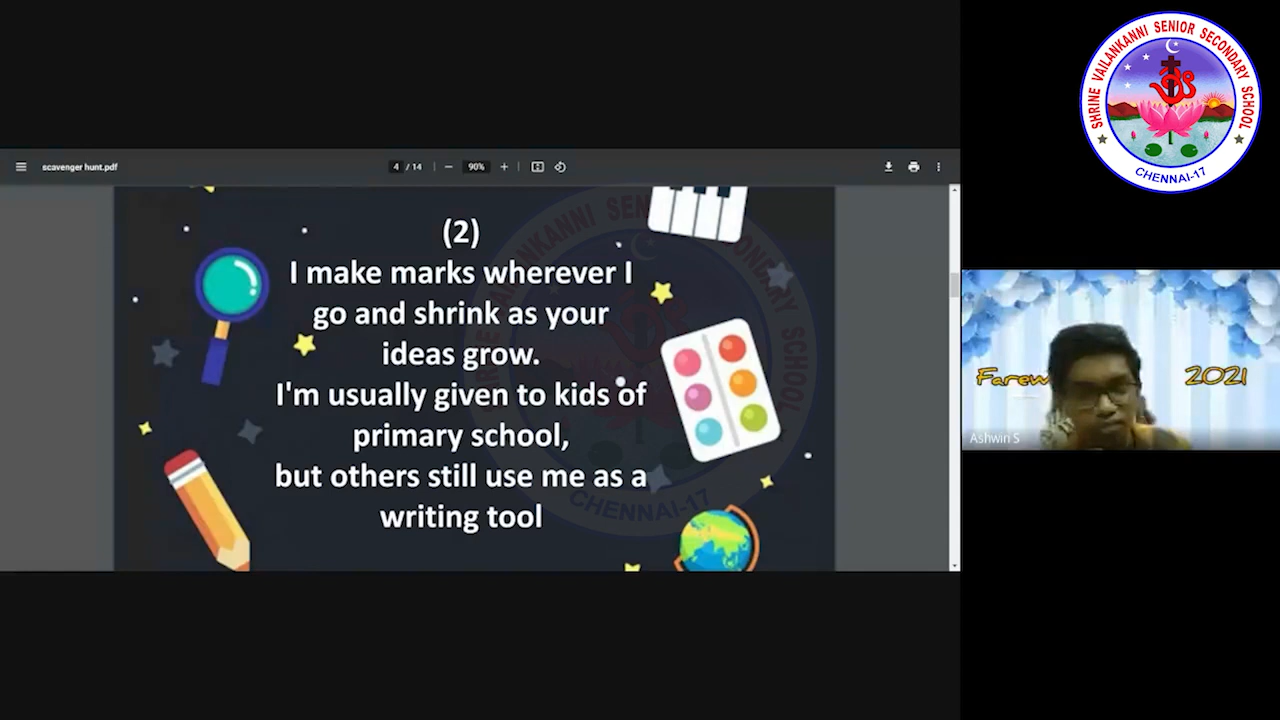 scavenger hunt.pdf
4 / 14
90%
(2)
I make marks wherever I
go and shrink as your
ideas grow.
I'm usually given to kids of
primary school,
but others still use me as a
writing tool
SHRINE VAILANKANNI SENIOR SECONDARY SCHOOL
CHENNAI-17
2021
Ashwin S